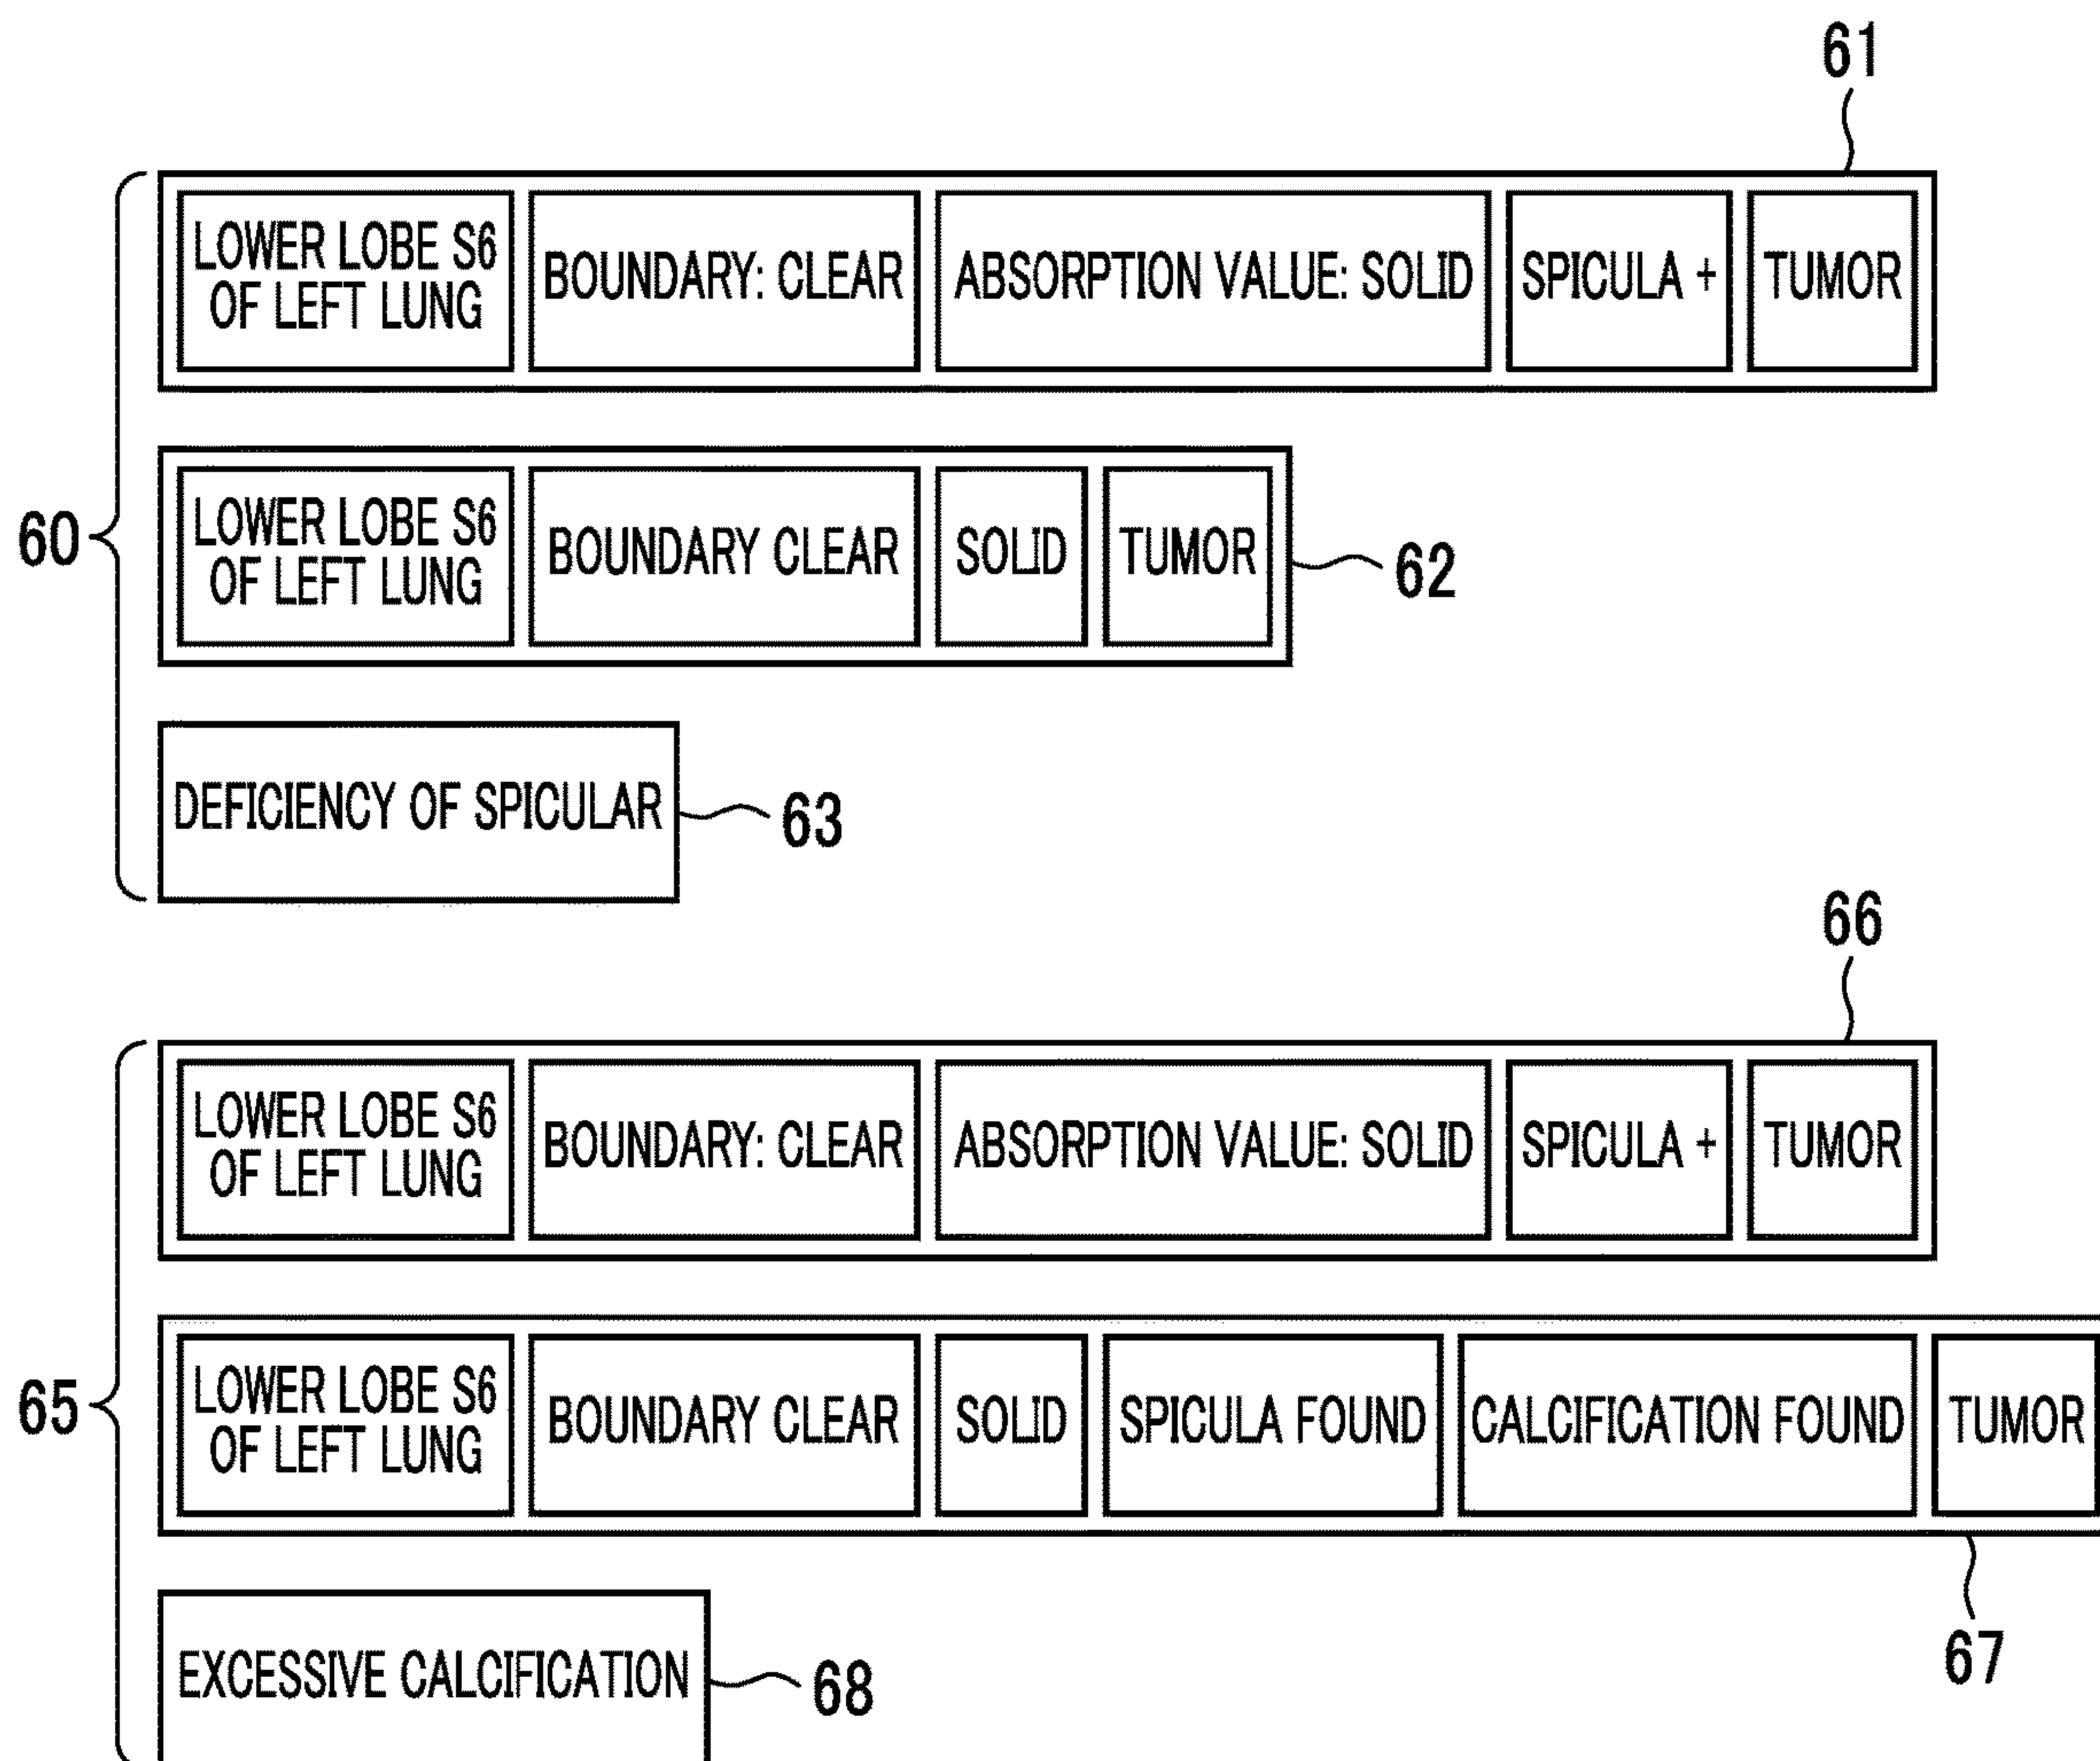 61
LOWER LOBE S6
OF LEFT LUNG
BOUNDARY: CLEAR
ABSORPTION VALUE: SOLID
SPICULA +
TUMOR
60
LOWER LOBE S6
OF LEFT LUNG
BOUNDARY CLEAR
SOLID
TUMOR
62
DEFICIENCY OF SPICULAR
63
66
LOWER LOBE S6
OF LEFT LUNG
BOUNDARY: CLEAR
ABSORPTION VALUE: SOLID
SPICULA +
TUMOR
65
LOWER LOBE S6
OF LEFT LUNG
BOUNDARY CLEAR
SOLID
SPICULA FOUND
CALCIFICATION FOUND
TUMOR
67
EXCESSIVE CALCIFICATION
68